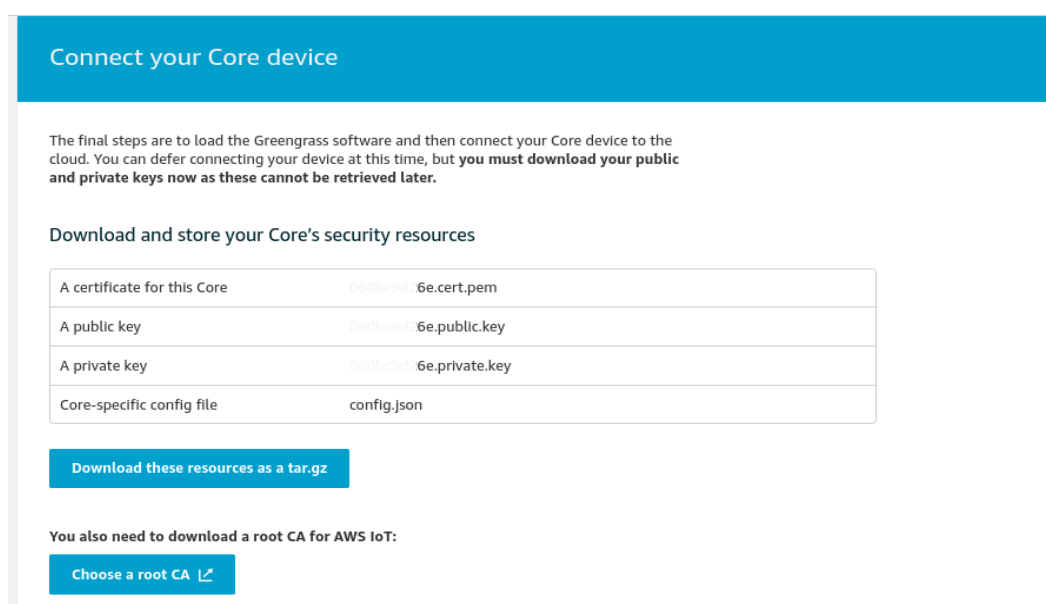 Connect your Core device
The final steps are to load the Greengrass software and then connect your Core device to the
cloud. You can defer connecting your device at this time, but you must download your public
and private keys now as these cannot be retrieved later.
Download and store your Core's security resources
A certificate for this Core 6e.cert.pem
A public key 6e.public.key
A private key 6e.private.key
Core-specific config file config.json
Download these resources as a tar.gz
You also need to download a root CA for AWS IoT:
Choose a root CA